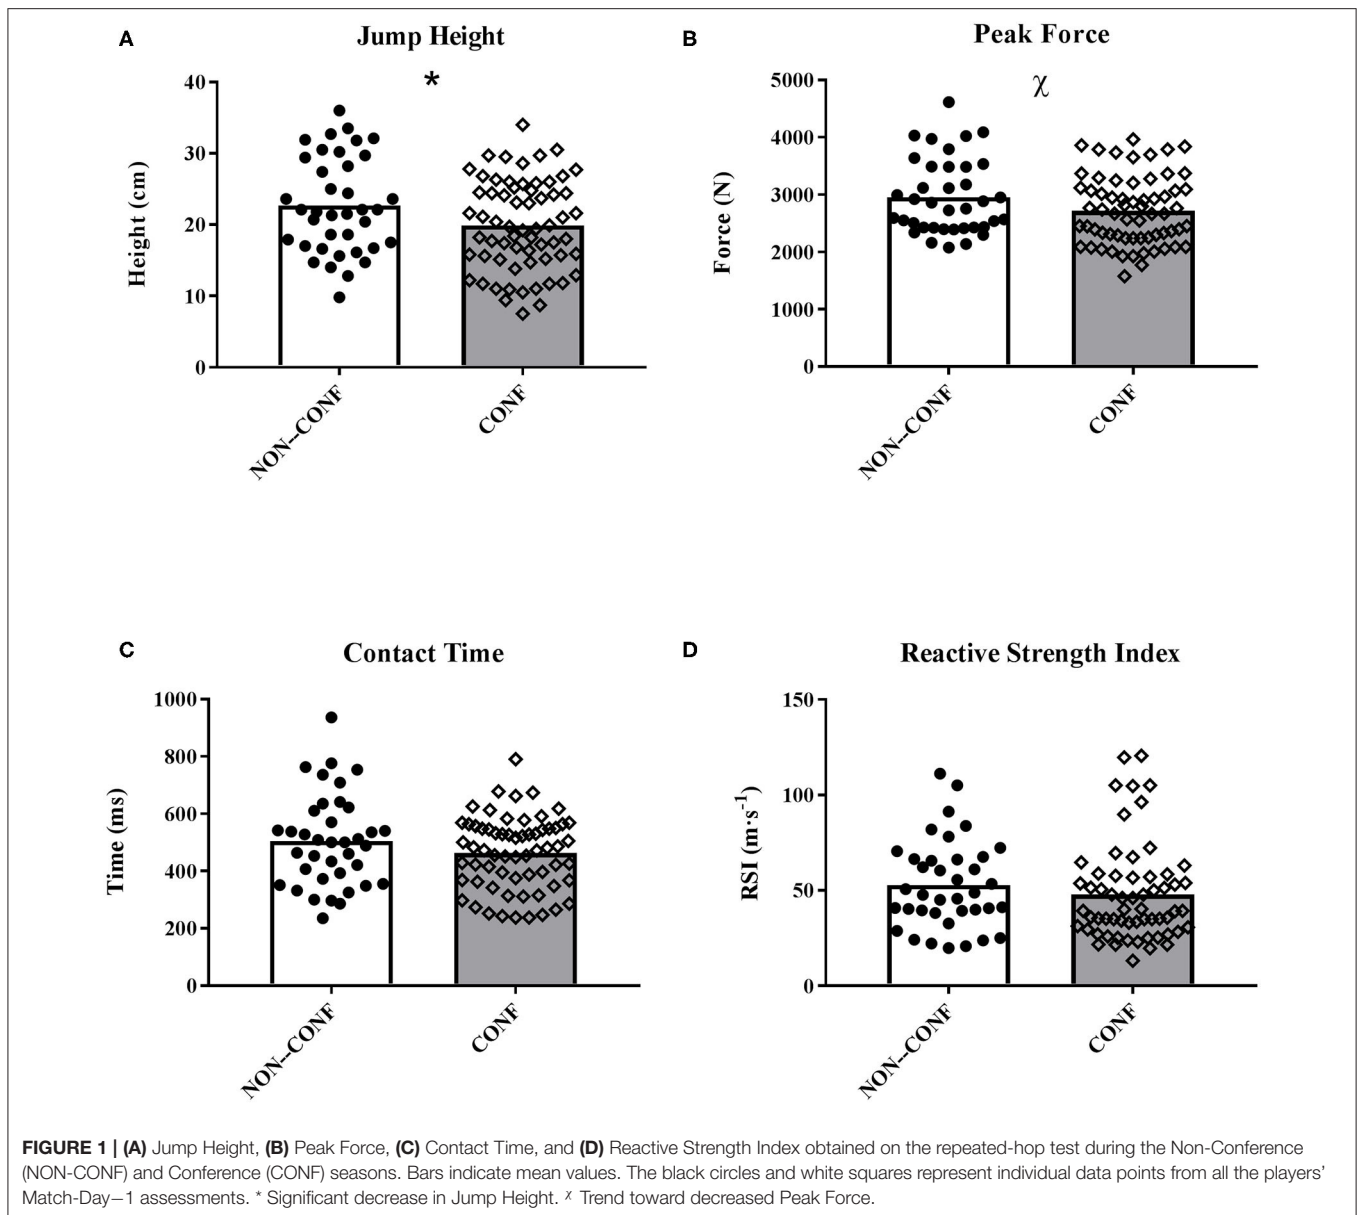 A
Jump Height
*
Height (cm)
40
30
20
10
0
NON--CONF
CONF
B
Peak Force
χ
Force (N)
5000
4000
3000
2000
1000
0
NON--CONF
CONF
C
Contact Time
Time (ms)
1000
800
600
400
200
0
NON--CONF
CONF
D
Reactive Strength Index
RSI (m·s⁻¹)
150
100
50
0
NON--CONF
CONF
FIGURE 1 | (A) Jump Height, (B) Peak Force, (C) Contact Time, and (D) Reactive Strength Index obtained on the repeated-hop test during the Non-Conference
(NON-CONF) and Conference (CONF) seasons. Bars indicate mean values. The black circles and white squares represent individual data points from all the players'
Match-Day−1 assessments. * Significant decrease in Jump Height. ᵡ Trend toward decreased Peak Force.